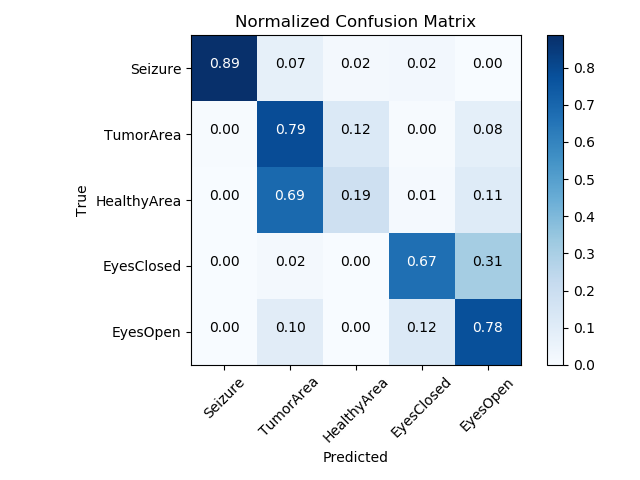 Normalized Confusion Matrix
Seizure 0.89 0.07 0.02 0.02 0.00
TumorArea 0.00 0.79 0.12 0.00 0.08
HealthyArea 0.00 0.69 0.19 0.01 0.11
EyesClosed 0.00 0.02 0.00 0.67 0.31
EyesOpen 0.00 0.10 0.00 0.12 0.78
True
Seizure TumorArea HealthyArea EyesClosed EyesOpen
Predicted
0.8
0.7
0.6
0.5
0.4
0.3
0.2
0.1
0.0